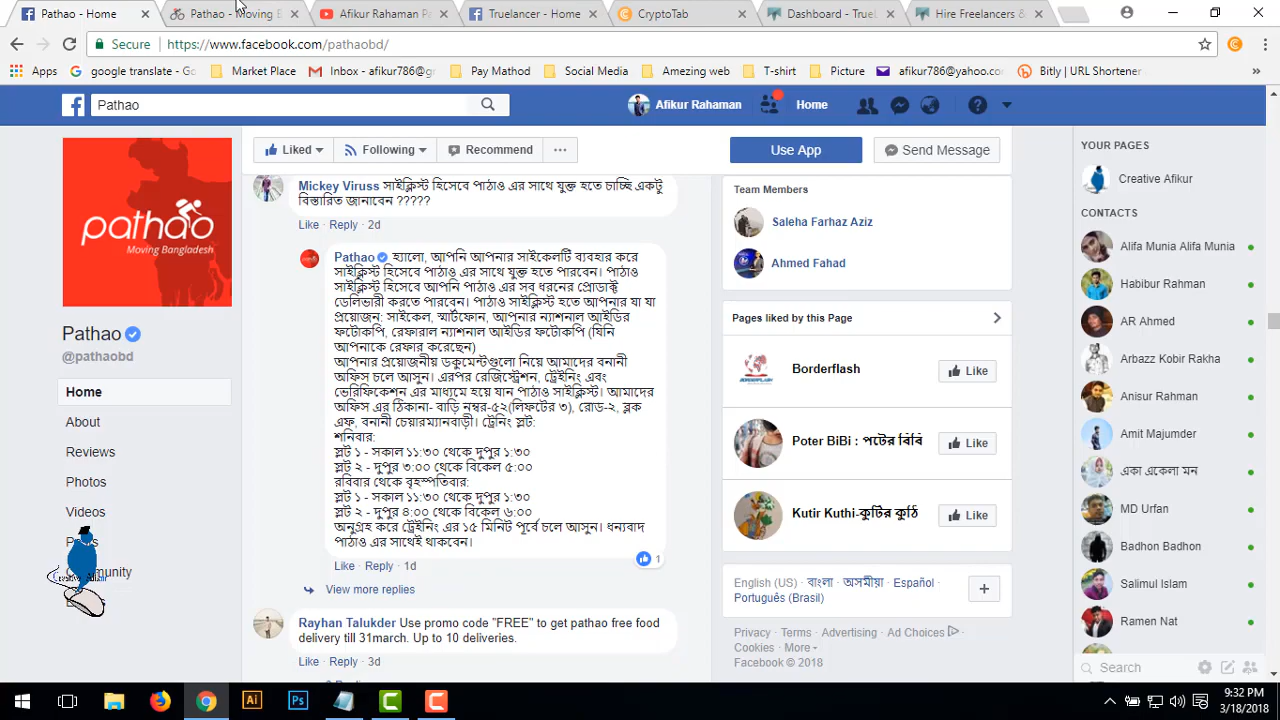 Pathao - Home
Pathao - Moving B
Afikur Rahaman P
Truelancer - Home
CryptoTab
Dashboard - Truel
Hire Freelancers &
Secure
https://www.facebook.com/pathaobd/
Apps
google translate - Go
Market Place
Inbox - afikur786@gr
Pay Mathod
Social Media
Amezing web
T-shirt
Picture
afikur786@yahoo.co
Bitly | URL Shortener
»
Pathao
Afikur Rahaman
Home
pathao
Moving Bangladesh
Pathao
@pathaobd
Home
About
Reviews
Photos
Videos
Liked
Following
Recommend
Use App
Send Message
Mickey Viruss সাইক্লিস্ট হিসেবে পাঠাও এর সাথে যুক্ত হতে চাচ্ছি একটু
বিস্তারিত জানাবেন ?????
Like · Reply · 2d
Pathao হ্যালো, আপনি আপনার সাইকেলটি ব্যবহার করে
সাইক্লিস্ট হিসেবে পাঠাও এর সাথে যুক্ত হতে পারবেন। পাঠাও
সাইক্লিস্ট হিসেবে আপনি পাঠাও এর সব ধরনের প্রোডাক্ট
ডেলিভারী করতে পারবেন। পাঠাও সাইক্লিস্ট হতে আপনার যা যা
প্রয়োজন: সাইকেল, স্মার্টফোন, আপনার ন্যাশনাল আইডির
ফটোকপি, রেফারাল ন্যাশনাল আইডির ফটোকপি (যিনি
আপনাকে রেফার করেছেন)
আপনার প্রয়োজনীয় ডকুমেন্টগুলো নিয়ে আমাদের বনানী
অফিস চলে আসুন। এরপর রেজিস্ট্রেশন, ট্রেইনিং এবং
ভেরিফিকেশন এর মাধ্যমে হয়ে যান পাঠাও সাইক্লিস্ট। আমাদের
অফিস এর ঠিকানা- বাড়ি নম্বর-৫২(লিফটের ৩), রোড-২, ব্লক
এফ, বনানী চেয়ারম্যানবাড়ী। ট্রেনিং স্লট:
শনিবার:
স্লট ১ - সকাল ১১:৩০ থেকে দুপুর ১:৩০
স্লট ২ - দুপুর ৩:০০ থেকে বিকেল ৫:০০
রবিবার থেকে বৃহস্পতিবার:
স্লট ১ - সকাল ১১:৩০ থেকে দুপুর ১:৩০
স্লট ২ - দুপুর ৪:০০ থেকে বিকেল ৬:০০
অনুগ্রহ করে ট্রেইনিং এর ১৫ মিনিট পূর্বে চলে আসুন। ধন্যবাদ
পাঠাও এর সাথেই থাকবেন।
1
Like · Reply · 1d
View more replies
Rayhan Talukder Use promo code "FREE" to get pathao free food
delivery till 31march. Up to 10 deliveries.
Like · Reply · 3d
Team Members
Saleha Farhaz Aziz
Ahmed Fahad
Pages liked by this Page
Borderflash
Like
Poter BiBi : পটের বিবি
Like
Kutir Kuthi-কুটির কুঠি
Like
English (US) · বাংলা · অসমীয়া · Español ·
Português (Brasil)
Privacy · Terms · Advertising · Ad Choices ·
Cookies · More
Facebook © 2018
YOUR PAGES
Creative Afikur
CONTACTS
Alifa Munia Alifa Munia
Habibur Rahman
AR Ahmed
Arbazz Kobir Rakha
Anisur Rahman
Amit Majumder
একা একেলা মন
MD Urfan
Badhon Badhon
Salimul Islam
Ramen Nat
Search
Ai
Ps
9:32 PM
3/18/2018